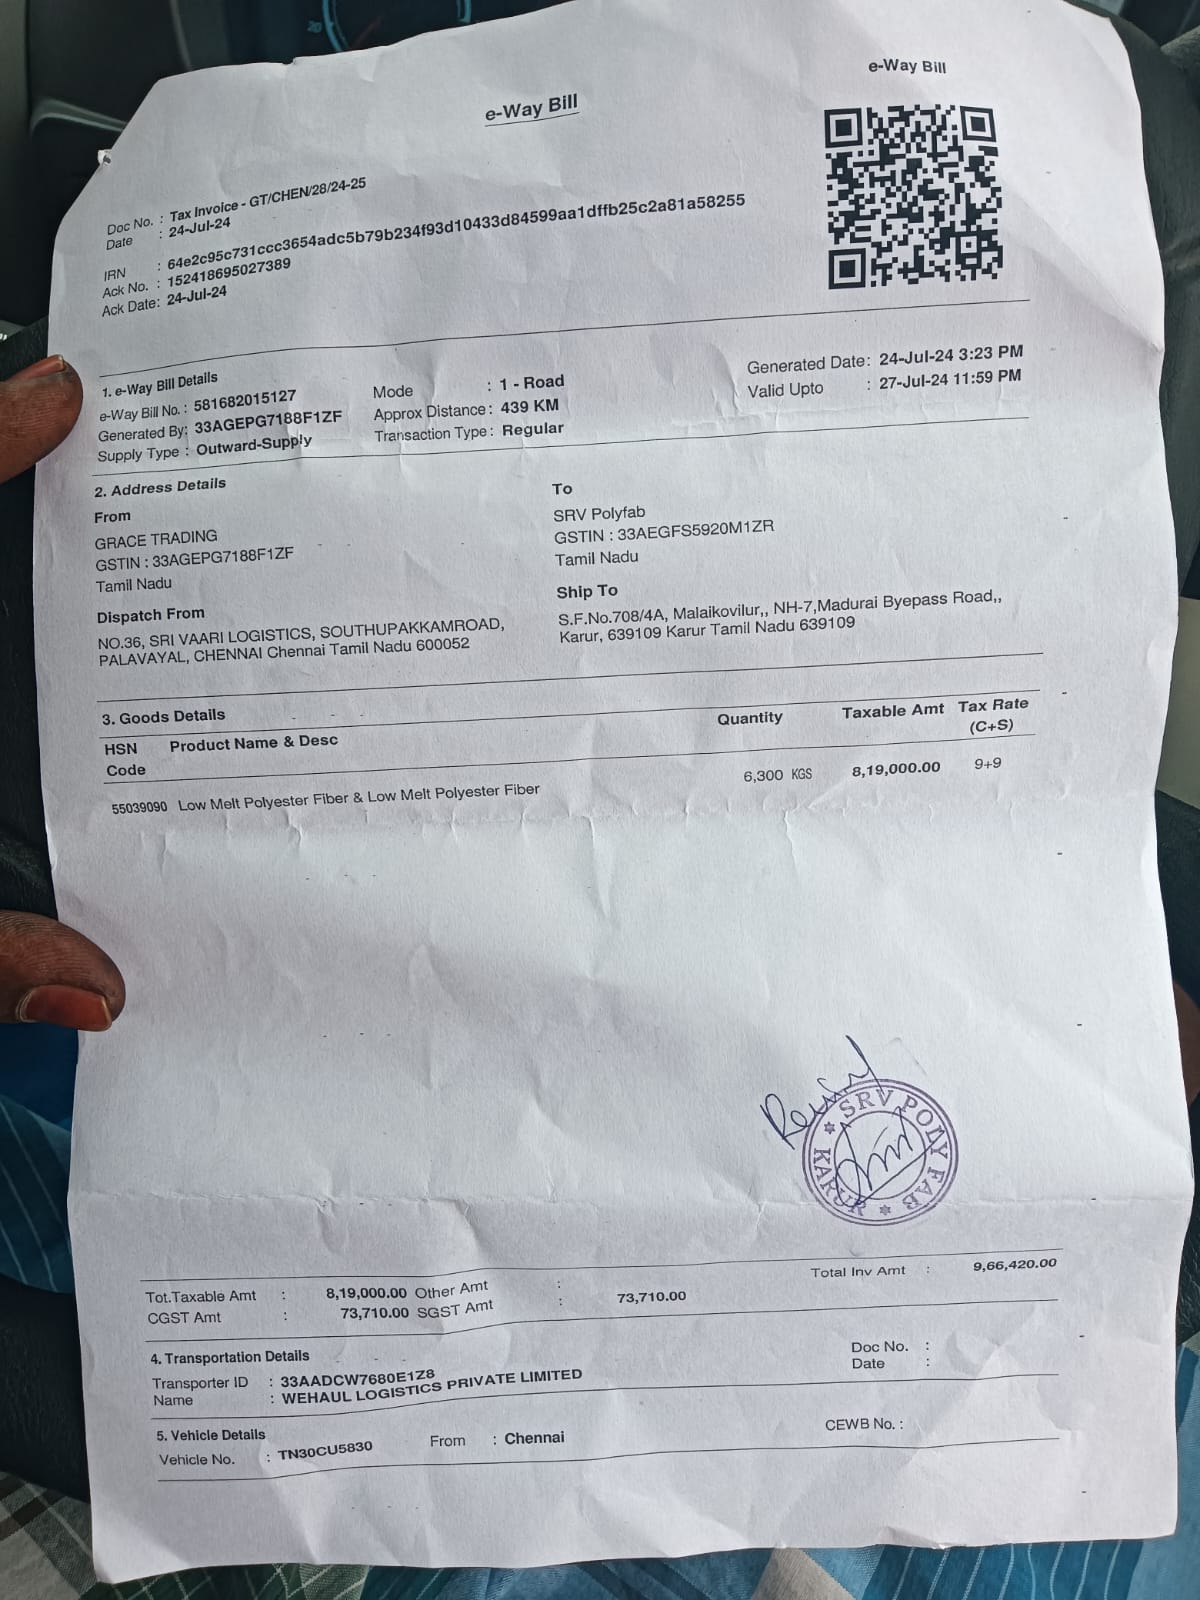 e-Way Bill
e-Way Bill
Doc No. : Tax Invoice - GT/CHEN/28/24-25
Date : 24-Jul-24
IRN : 64e2c95c731ccc3654adc5b79b234f93d10433d84599aa1dffb25c2a81a58255
Ack No. : 152418695027389
Ack Date: 24-Jul-24
1. e-Way Bill Details
e-Way Bill No. : 581682015127 Mode : 1 - Road Generated Date: 24-Jul-24 3:23 PM
Generated By: 33AGEPG7188F1ZF Approx Distance: 439 KM Valid Upto : 27-Jul-24 11:59 PM
Supply Type : Outward-Supply Transaction Type: Regular
2. Address Details
From
GRACE TRADING
GSTIN : 33AGEPG7188F1ZF
Tamil Nadu
To
SRV Polyfab
GSTIN : 33AEGFS5920M1ZR
Tamil Nadu
Dispatch From
NO.36, SRI VAARI LOGISTICS, SOUTHUPAKKAMROAD,
PALAVAYAL, CHENNAI Chennai Tamil Nadu 600052
Ship To
S.F.No.708/4A, Malaikovilur,, NH-7,Madurai Byepass Road,,
Karur, 639109 Karur Tamil Nadu 639109
3. Goods Details
HSN Product Name & Desc Quantity Taxable Amt Tax Rate
Code (C+S)
55039090 Low Melt Polyester Fiber & Low Melt Polyester Fiber 6,300 KGS 8,19,000.00 9+9
SRV POLY FAB
KARUR
Tot.Taxable Amt : 8,19,000.00 Other Amt : Total Inv Amt : 9,66,420.00
CGST Amt : 73,710.00 SGST Amt : 73,710.00
4. Transportation Details
Transporter ID : 33AADCW7680E1Z8 Doc No. :
Name : WEHAUL LOGISTICS PRIVATE LIMITED Date :
5. Vehicle Details
Vehicle No. : TN30CU5830 From : Chennai CEWB No. :